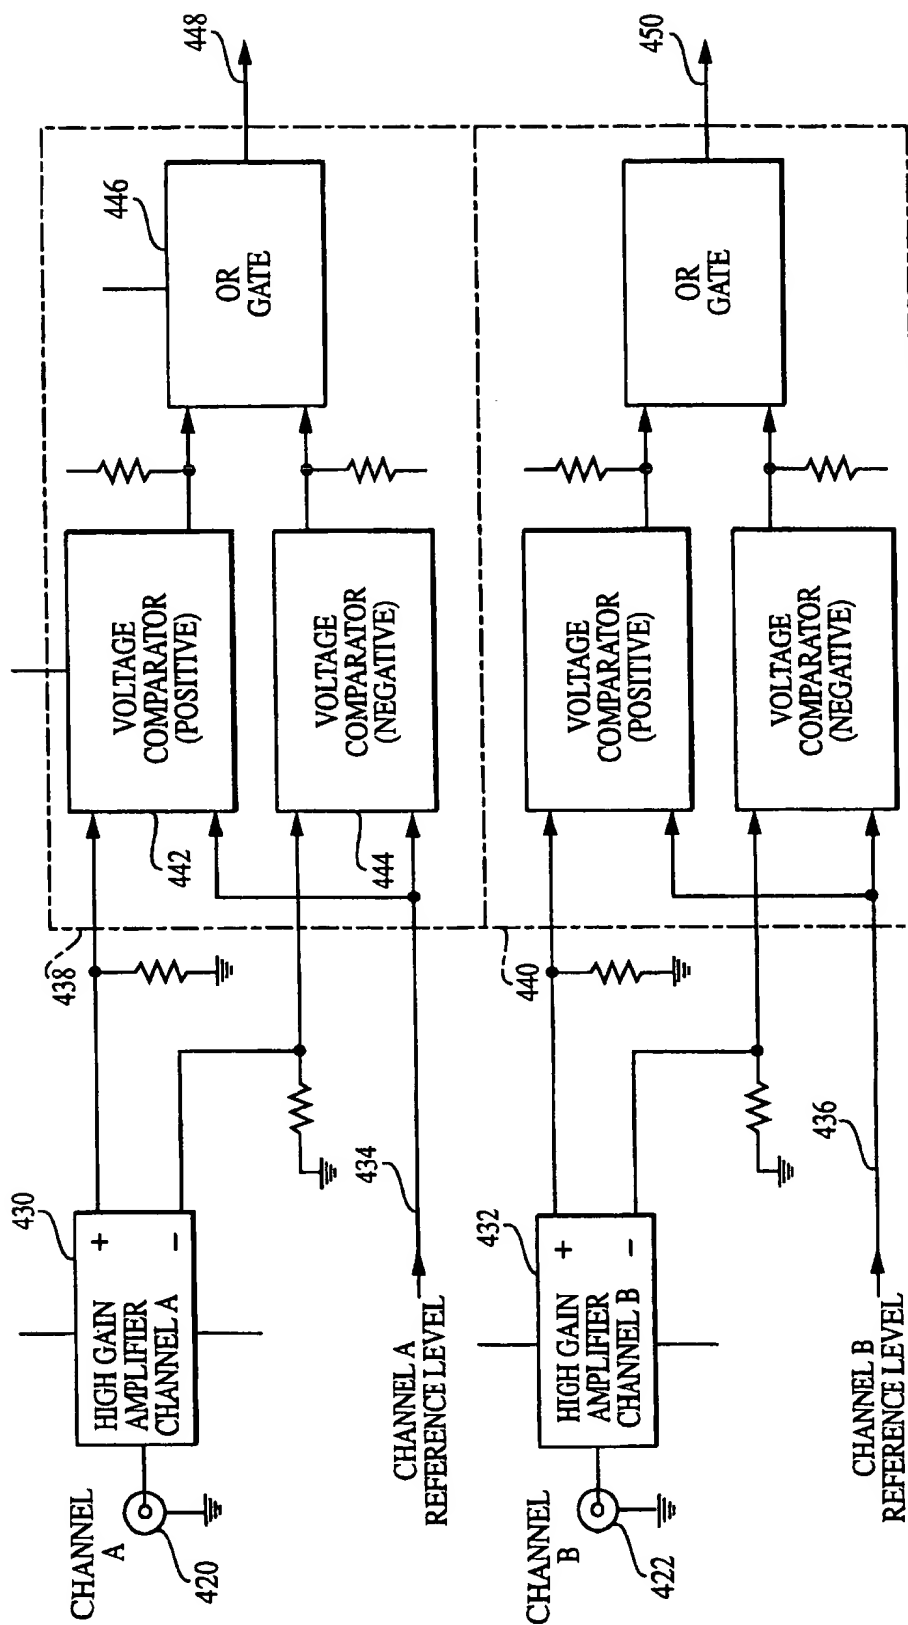 CHANNEL
A
420
HIGH GAIN
AMPLIFIER
CHANNEL A
+
−
430
CHANNEL A
REFERENCE LEVEL
434
438
442
VOLTAGE
COMPARATOR
(POSITIVE)
444
VOLTAGE
COMPARATOR
(NEGATIVE)
446
OR
GATE
448
CHANNEL
B
422
HIGH GAIN
AMPLIFIER
CHANNEL B
+
−
432
CHANNEL B
REFERENCE LEVEL
436
440
VOLTAGE
COMPARATOR
(POSITIVE)
VOLTAGE
COMPARATOR
(NEGATIVE)
OR
GATE
450